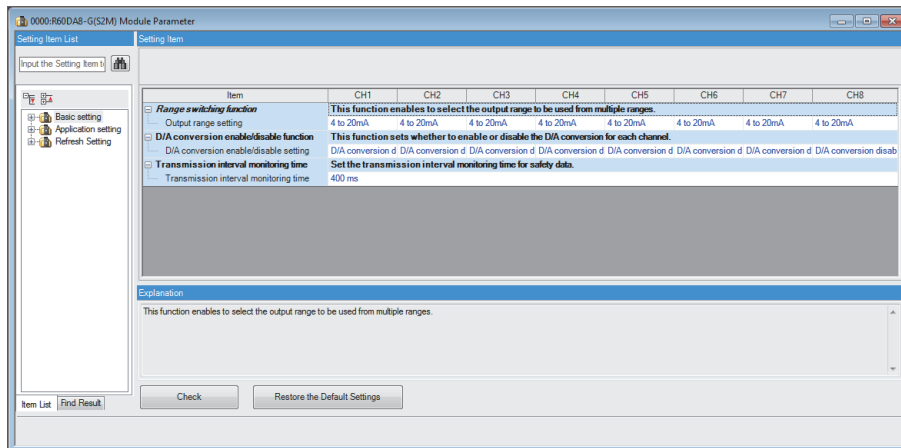 0000:R60DA8-G(S2M) Module Parameter
Setting Item List
Setting Item
Input the Setting Item t
Basic setting
Application setting
Refresh Setting
Item CH1 CH2 CH3 CH4 CH5 CH6 CH7 CH8
Range switching function This function enables to select the output range to be used from multiple ranges.
Output range setting 4 to 20mA 4 to 20mA 4 to 20mA 4 to 20mA 4 to 20mA 4 to 20mA 4 to 20mA 4 to 20mA
D/A conversion enable/disable function This function sets whether to enable or disable the D/A conversion for each channel.
D/A conversion enable/disable setting D/A conversion d D/A conversion d D/A conversion d D/A conversion d D/A conversion d D/A conversion d D/A conversion d D/A conversion disab
Transmission interval monitoring time Set the transmission interval monitoring time for safety data.
Transmission interval monitoring time 400 ms
Explanation
This function enables to select the output range to be used from multiple ranges.
Item List Find Result
Check Restore the Default Settings